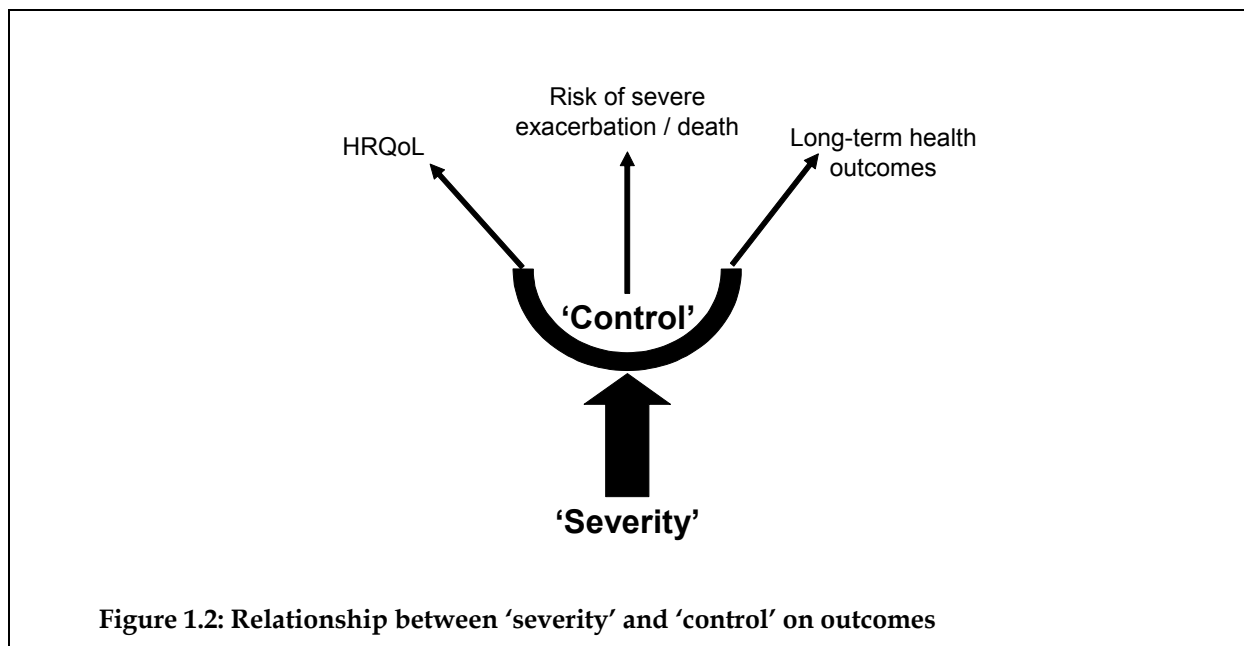 Risk of severe
exacerbation / death
HRQoL
Long-term health
outcomes
‘Control’
‘Severity’
Figure 1.2: Relationship between ‘severity’ and ‘control’ on outcomes